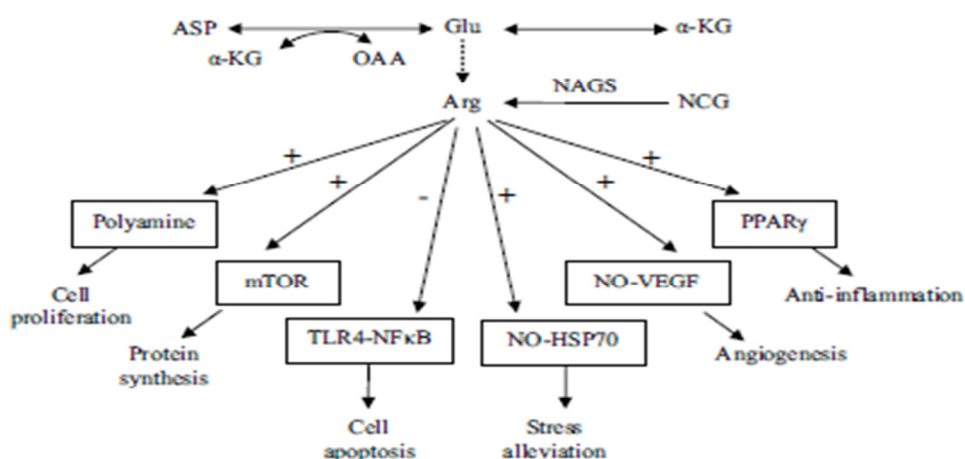 ASP
Glu
α-KG
α-KG
OAA
NAGS
Arg
NCG
+
+
-
+
+
+
Polyamine
PPARγ
mTOR
NO-VEGF
Cell
proliferation
Anti-inflammation
TLR4-NFκB
NO-HSP70
Protein
synthesis
Angiogenesis
Cell
apoptosis
Stress
alleviation